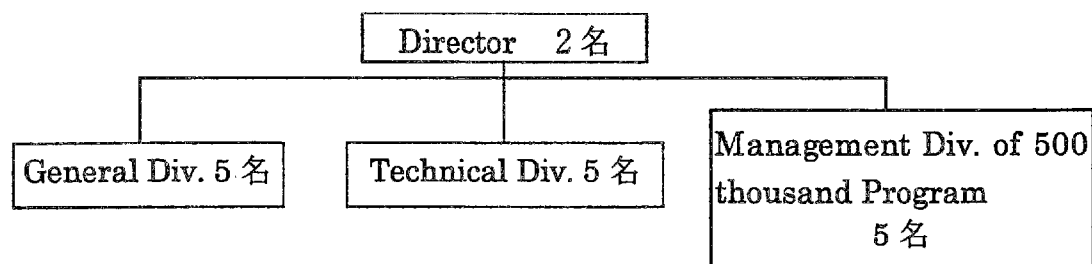 Director 2名
General Div. 5名
Technical Div. 5名
Management Div. of 500
thousand Program
5名